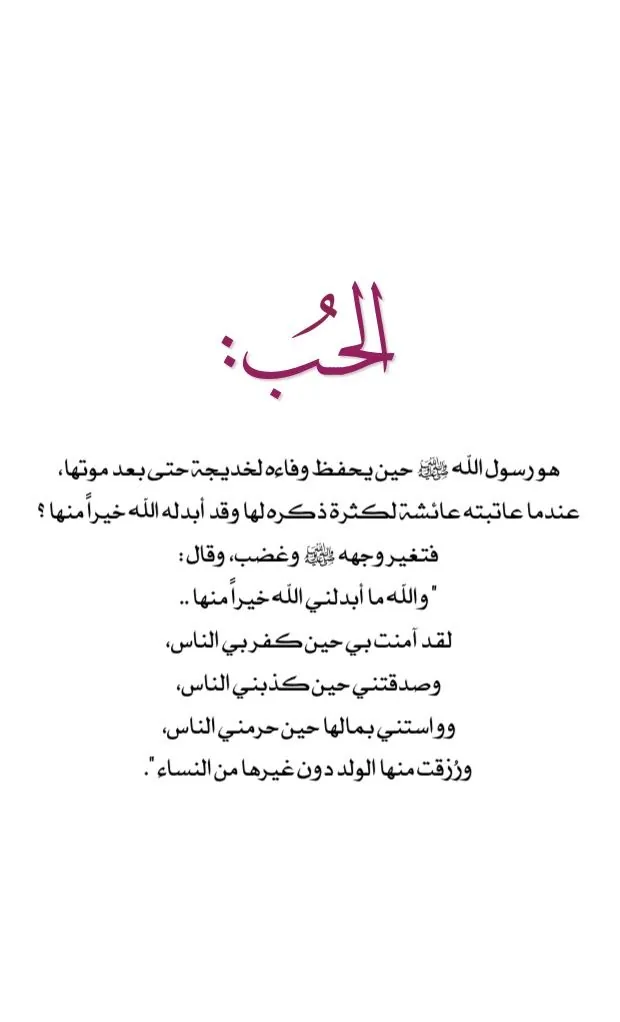 الحُب:
هو رسول الله ﷺ حين يحفظ وفاءه لخديجة حتى بعد موتها،
عندما عاتبته عائشة لكثرة ذكره لها وقد أبدله الله خيراً منها ؟
فتغير وجهه ﷺ وغضب، وقال :
"والله ما أبدلني الله خيراً منها ..
لقد آمنت بي حين كفر بي الناس،
وصدقتني حين كذبني الناس،
وواستني بمالها حين حرمني الناس،
ورُزقت منها الولد دون غيرها من النساء ".